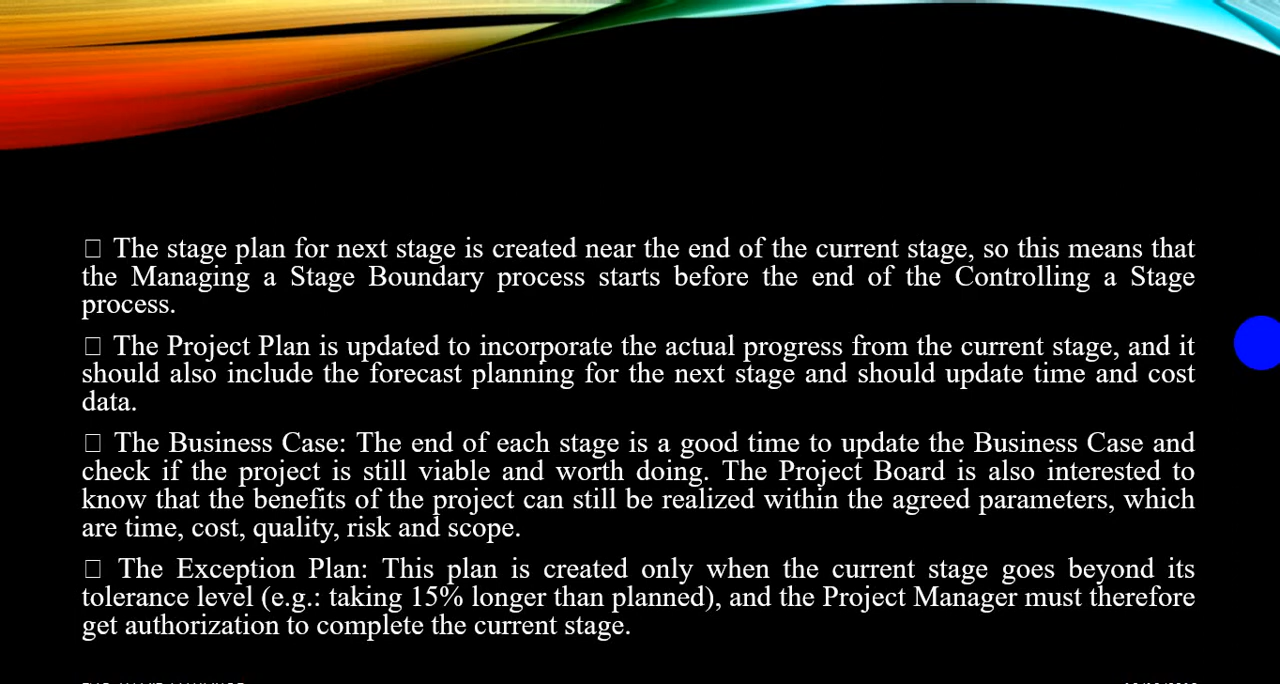 □ The stage plan for next stage is created near the end of the current stage, so this means that
the Managing a Stage Boundary process starts before the end of the Controlling a Stage
process.
□ The Project Plan is updated to incorporate the actual progress from the current stage, and it
should also include the forecast planning for the next stage and should update time and cost
data.
□ The Business Case: The end of each stage is a good time to update the Business Case and
check if the project is still viable and worth doing. The Project Board is also interested to
know that the benefits of the project can still be realized within the agreed parameters, which
are time, cost, quality, risk and scope.
□ The Exception Plan: This plan is created only when the current stage goes beyond its
tolerance level (e.g.: taking 15% longer than planned), and the Project Manager must therefore
get authorization to complete the current stage.